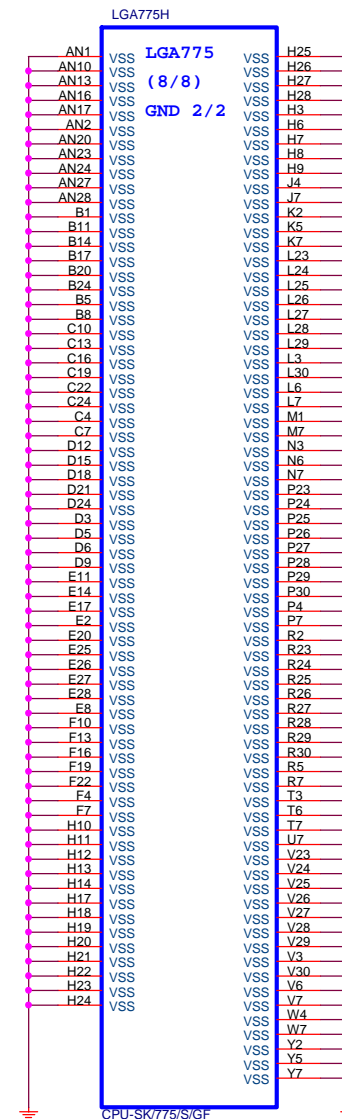 LGA775H
AN1 VSS LGA775 VSS H25
AN10 VSS VSS H26
AN13 VSS (8/8) VSS H27
AN16 VSS VSS H28
AN17 VSS GND 2/2 VSS H3
AN2 VSS VSS H6
AN20 VSS VSS H7
AN23 VSS VSS H8
AN24 VSS VSS H9
AN27 VSS VSS J4
AN28 VSS VSS J7
B1 VSS VSS K2
B11 VSS VSS K5
B14 VSS VSS K7
B17 VSS VSS L23
B20 VSS VSS L24
B24 VSS VSS L25
B5 VSS VSS L26
B8 VSS VSS L27
C10 VSS VSS L28
C13 VSS VSS L29
C16 VSS VSS L3
C19 VSS VSS L30
C22 VSS VSS L6
C24 VSS VSS L7
C4 VSS VSS M1
C7 VSS VSS M7
D12 VSS VSS N3
D15 VSS VSS N6
D18 VSS VSS N7
D21 VSS VSS P23
D24 VSS VSS P24
D3 VSS VSS P25
D5 VSS VSS P26
D6 VSS VSS P27
D9 VSS VSS P28
E11 VSS VSS P29
E14 VSS VSS P30
E17 VSS VSS P4
E2 VSS VSS P7
E20 VSS VSS R2
E25 VSS VSS R23
E26 VSS VSS R24
E27 VSS VSS R25
E28 VSS VSS R26
E8 VSS VSS R27
F10 VSS VSS R28
F13 VSS VSS R29
F16 VSS VSS R30
F19 VSS VSS R5
F22 VSS VSS R7
F4 VSS VSS T3
F7 VSS VSS T6
H10 VSS VSS T7
H11 VSS VSS U7
H12 VSS VSS V23
H13 VSS VSS V24
H14 VSS VSS V25
H17 VSS VSS V26
H18 VSS VSS V27
H19 VSS VSS V28
H20 VSS VSS V29
H21 VSS VSS V3
H22 VSS VSS V30
H23 VSS VSS V6
H24 VSS VSS V7
VSS W4
VSS W7
VSS Y2
VSS Y5
VSS Y7
CPU-SK/775/S/GF